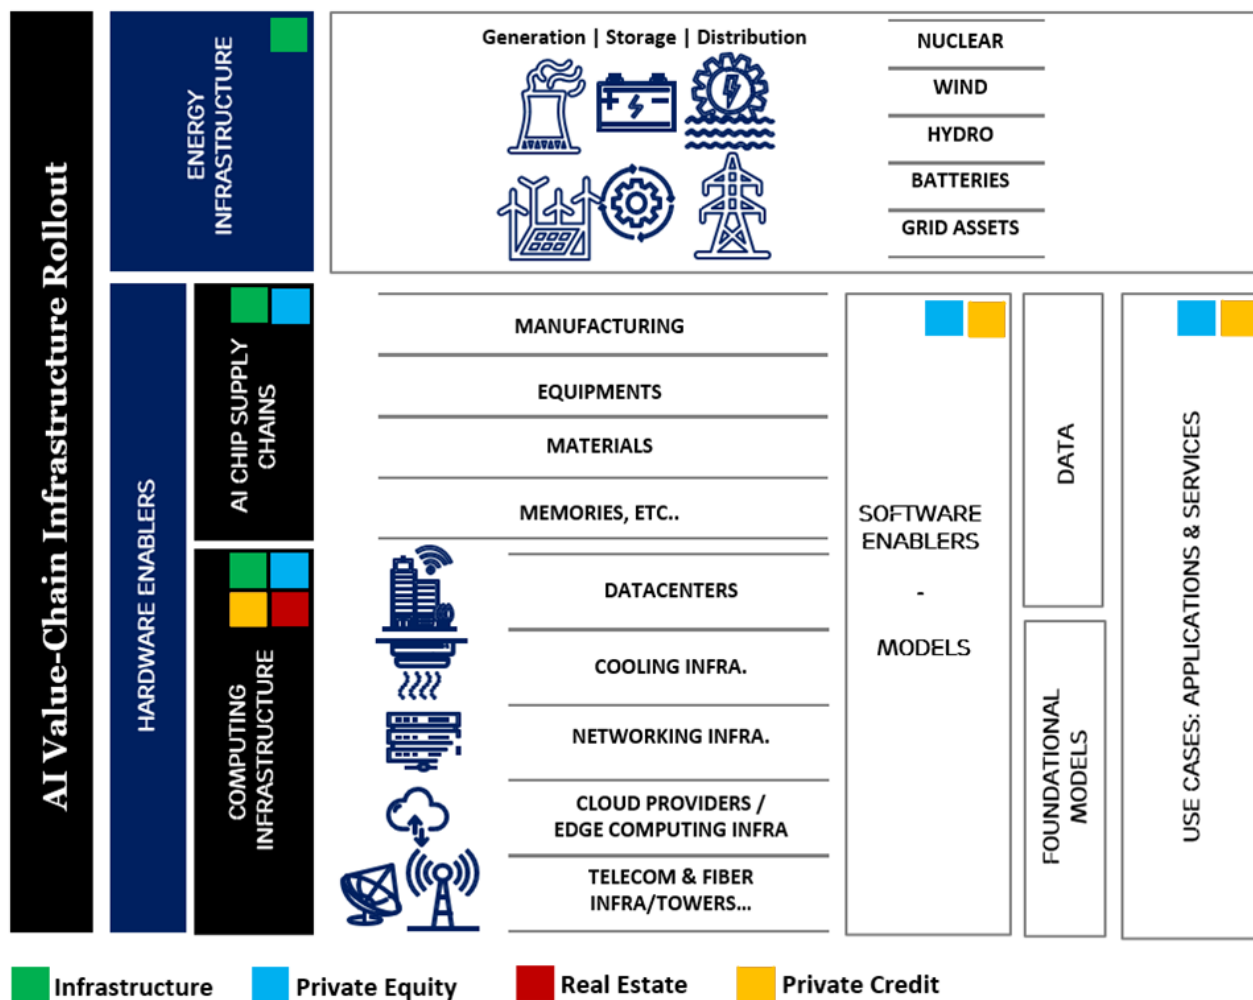 AI Value-Chain Infrastructure Rollout
ENERGY
INFRASTRUCTURE
Generation | Storage | Distribution
NUCLEAR
WIND
HYDRO
BATTERIES
GRID ASSETS
HARDWARE ENABLERS
AI CHIP SUPPLY
CHAINS
MANUFACTURING
EQUIPMENTS
MATERIALS
MEMORIES, ETC..
COMPUTING
INFRASTRUCTURE
DATACENTERS
COOLING INFRA.
NETWORKING INFRA.
CLOUD PROVIDERS /
EDGE COMPUTING INFRA
TELECOM & FIBER
INFRA/TOWERS...
SOFTWARE
ENABLERS
-
MODELS
DATA
FOUNDATIONAL
MODELS
USE CASES: APPLICATIONS & SERVICES
Infrastructure
Private Equity
Real Estate
Private Credit